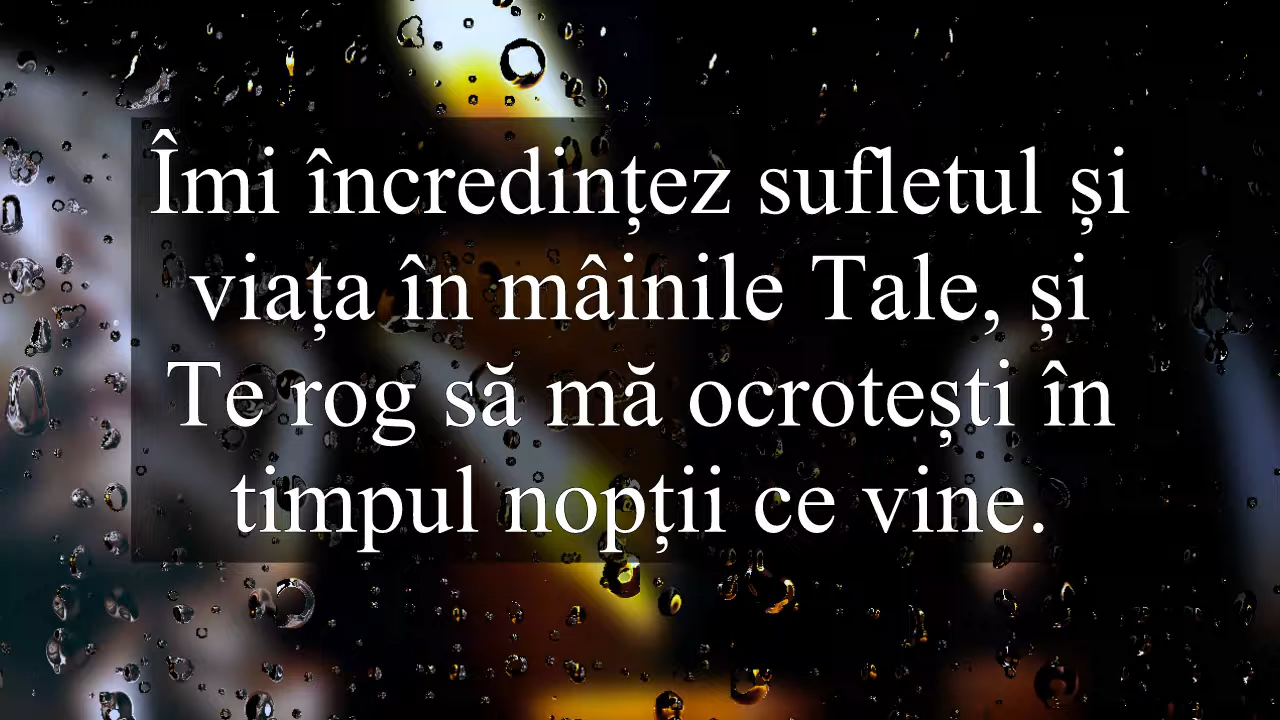 Îmi încredințez sufletul și
viața în mâinile Tale, și
Te rog să mă ocrotești în
timpul nopții ce vine.